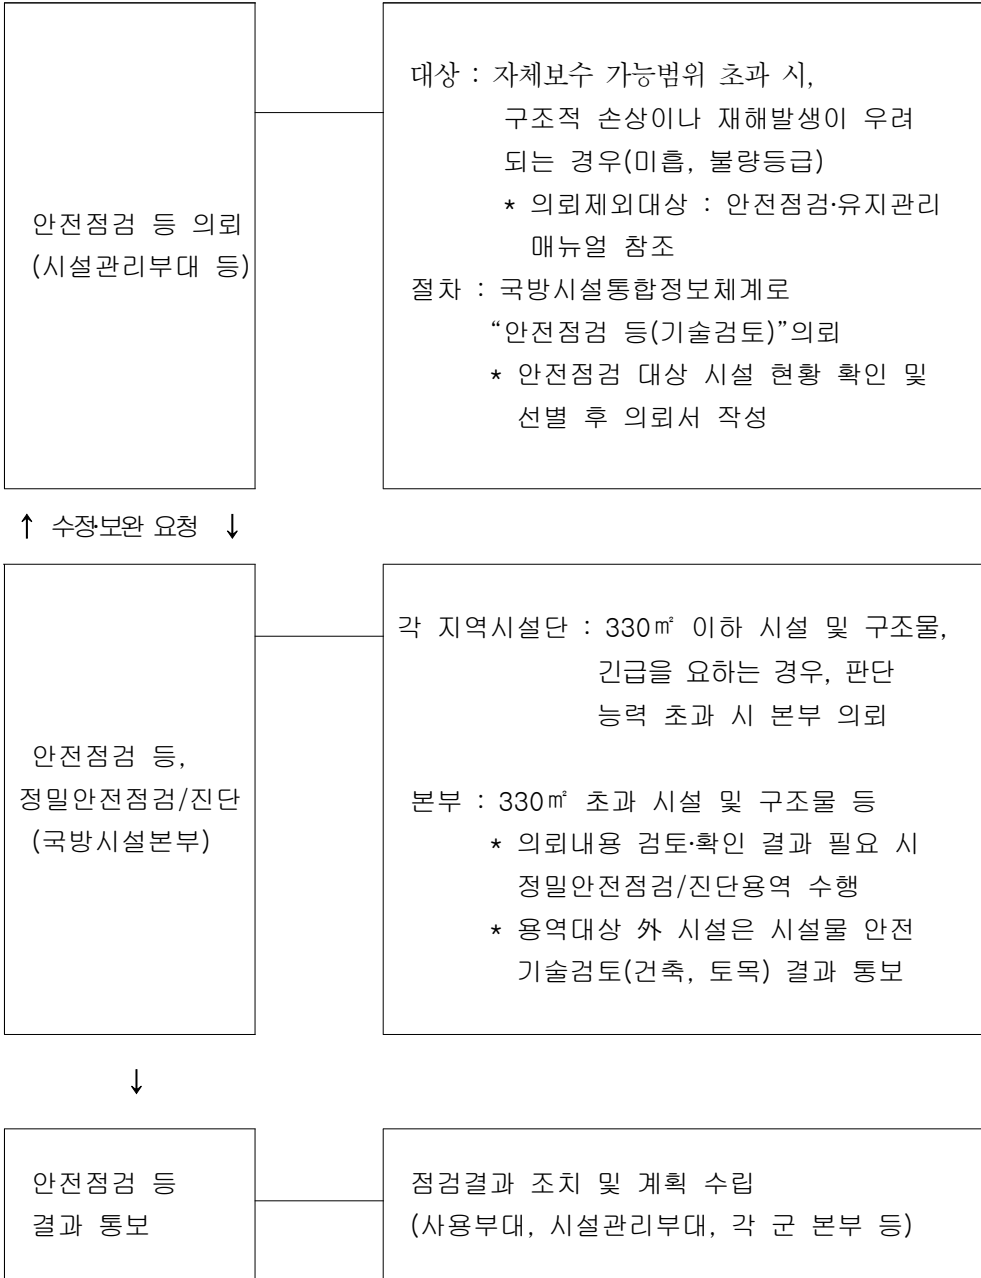 안전점검 등 의뢰
(시설관리부대 등)
대상 : 자체보수 가능범위 초과 시,
구조적 손상이나 재해발생이 우려
되는 경우(미흡, 불량등급)
* 의뢰제외대상 : 안전점검·유지관리
매뉴얼 참조
절차 : 국방시설통합정보체계로
“안전점검 등(기술검토)”의뢰
* 안전점검 대상 시설 현황 확인 및
선별 후 의뢰서 작성
↑ 수정·보완 요청 ↓
안전점검 등,
정밀안전점검/진단
(국방시설본부)
각 지역시설단 : 330㎡ 이하 시설 및 구조물,
긴급을 요하는 경우, 판단
능력 초과 시 본부 의뢰
본부 : 330㎡ 초과 시설 및 구조물 등
* 의뢰내용 검토·확인 결과 필요 시
정밀안전점검/진단용역 수행
* 용역대상 外 시설은 시설물 안전
기술검토(건축, 토목) 결과 통보
↓
안전점검 등
결과 통보
점검결과 조치 및 계획 수립
(사용부대, 시설관리부대, 각 군 본부 등)